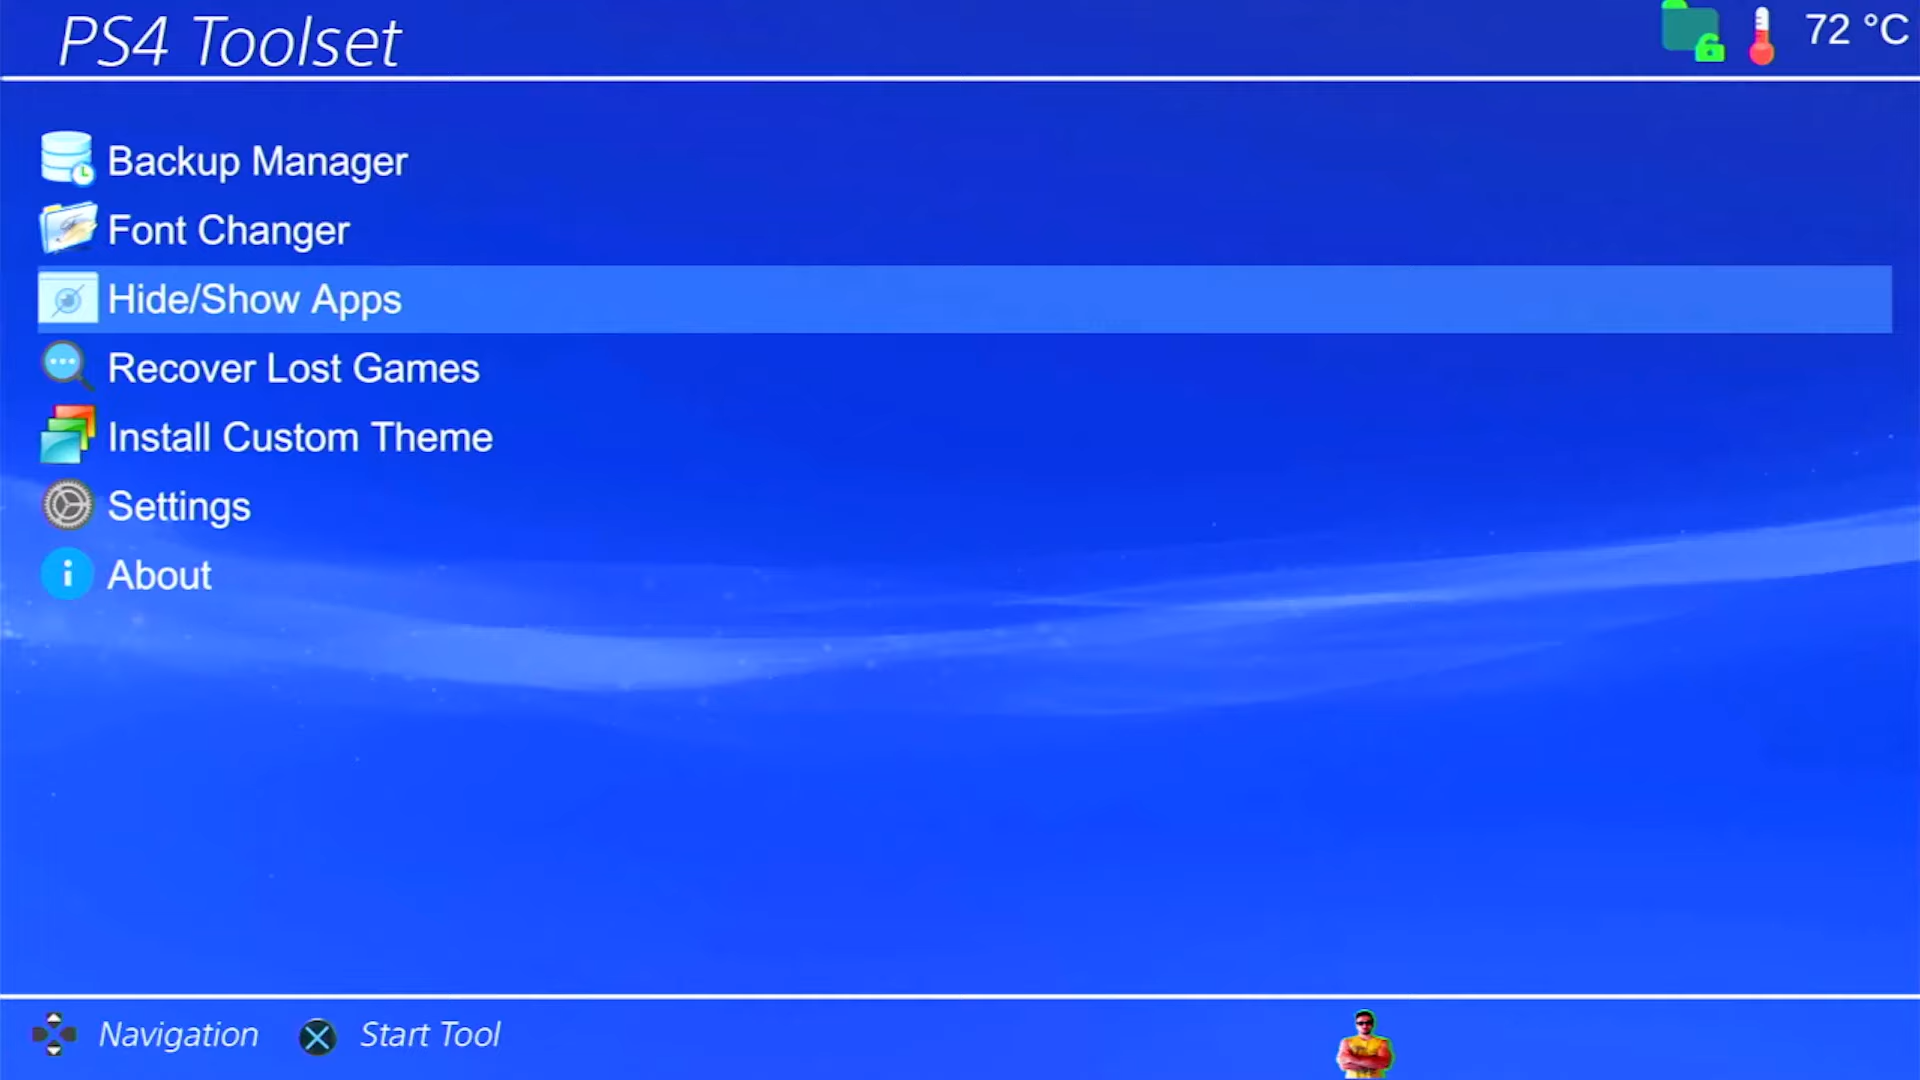 PS4 Toolset
72 °C
Backup Manager
Font Changer
Hide/Show Apps
Recover Lost Games
Install Custom Theme
Settings
About
Navigation
Start Tool